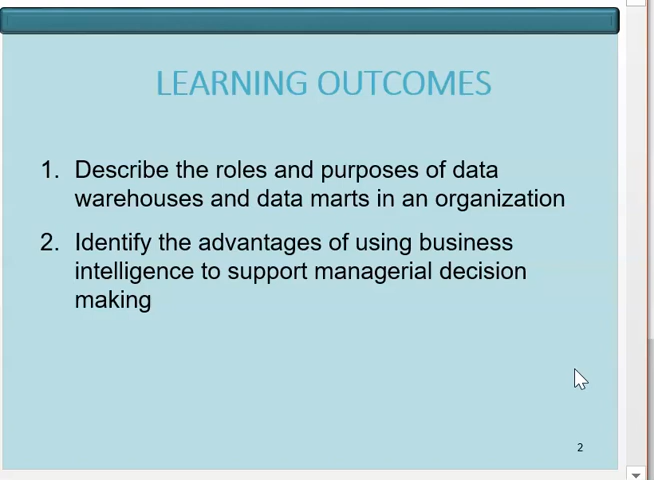 LEARNING OUTCOMES
1. Describe the roles and purposes of data
warehouses and data marts in an organization
2. Identify the advantages of using business
intelligence to support managerial decision
making
2